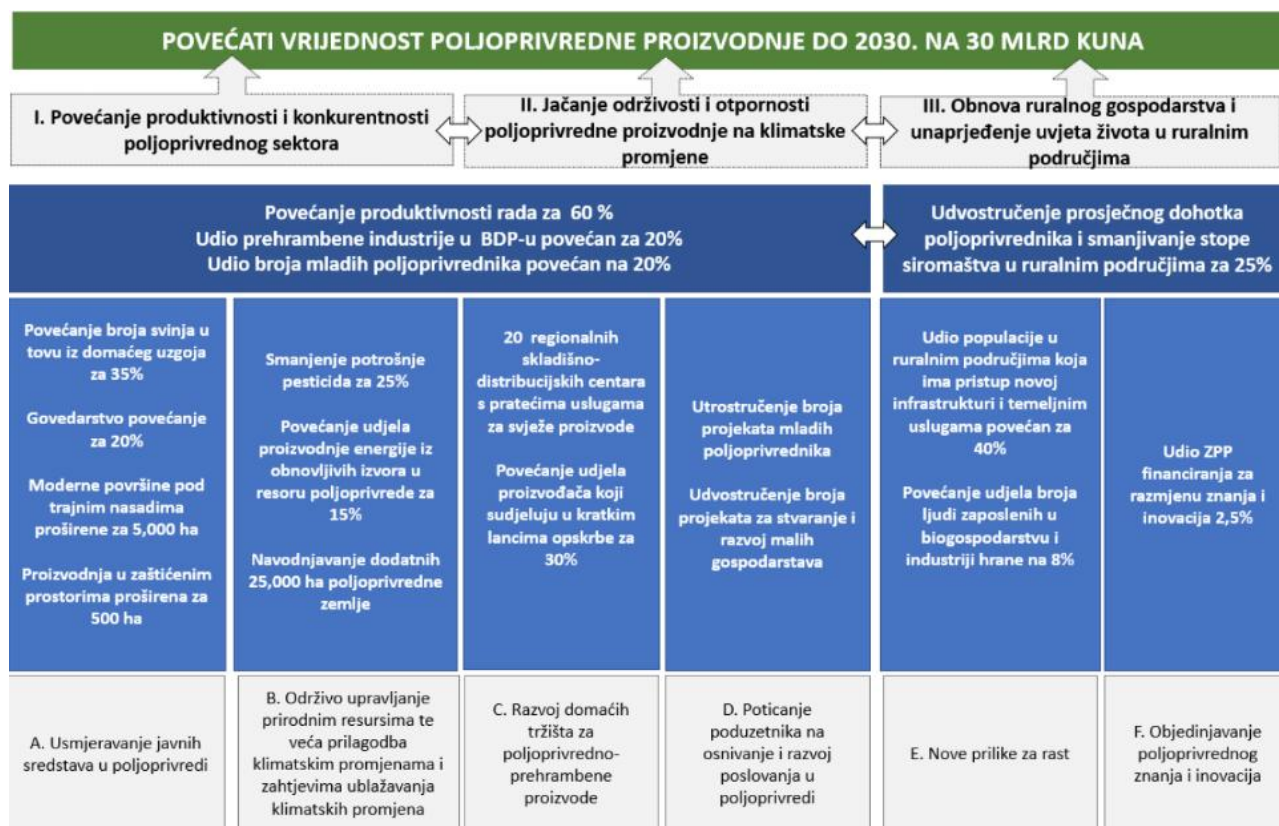 POVEĆATI VRIJEDNOST POLJOPRIVREDNE PROIZVODNJE DO 2030. NA 30 MLRD KUNA
I. Povećanje produktivnosti i konkurentnosti
poljoprivrednog sektora
II. Jačanje održivosti i otpornosti
poljoprivredne proizvodnje na klimatske
promjene
III. Obnova ruralnog gospodarstva i
unaprjeđenje uvjeta života u ruralnim
područjima
Povećanje produktivnosti rada za 60 %
Udio prehrambene industrije u BDP-u povećan za 20%
Udio broja mladih poljoprivrednika povećan na 20%
Udvostručenje prosječnog dohotka
poljoprivrednika i smanjivanje stope
siromaštva u ruralnim područjima za 25%
Povećanje broja svinja u
tovu iz domaćeg uzgoja
za 35%
Govedarstvo povećanje
za 20%
Moderne površine pod
trajnim nasadima
proširene za 5,000 ha
Proizvodnja u zaštićenim
prostorima proširena za
500 ha
Smanjenje potrošnje
pesticida za 25%
Povećanje udjela
proizvodnje energije iz
obnovljivih izvora u
resoru poljoprivrede za
15%
Navodnjavanje dodatnih
25,000 ha poljoprivredne
zemlje
20 regionalnih
skladišno-
distribucijskih centara
s pratećima uslugama
za svježe proizvode
Povećanje udjela
proizvođača koji
sudjeluju u kratkim
lancima opskrbe za
30%
Utrostručenje broja
projekata mladih
poljoprivrednika
Udvostručenje broja
projekata za stvaranje i
razvoj malih
gospodarstava
Udio populacije u
ruralnim područjima koja
ima pristup novoj
infrastrukturi i temeljnim
uslugama povećan za
40%
Povećanje udjela broja
ljudi zaposlenih u
biogospodarstvu i
industriji hrane na 8%
Udio ZPP
financiranja za
razmjenu znanja i
inovacija 2,5%
A. Usmjeravanje javnih
sredstava u poljoprivredi
B. Održivo upravljanje
prirodnim resursima te
veća prilagodba
klimatskim promjenama i
zahtjevima ublažavanja
klimatskih promjena
C. Razvoj domaćih
tržišta za
poljoprivredno-
prehrambene
proizvode
D. Poticanje
poduzetnika na
osnivanje i razvoj
poslovanja u
poljoprivredi
E. Nove prilike za rast
F. Objedinjavanje
poljoprivrednog
znanja i inovacija